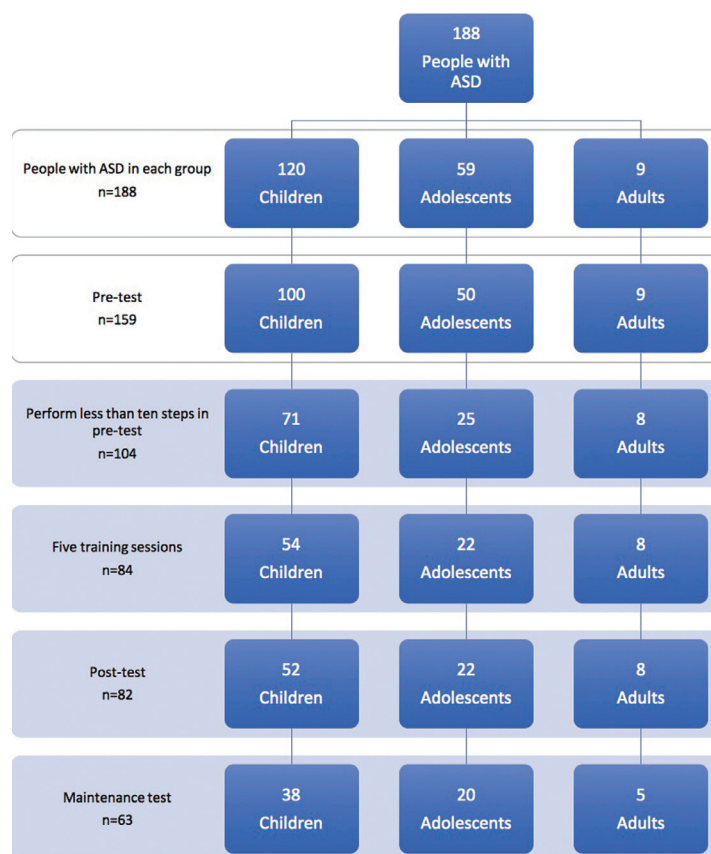 188
People with
ASD
People with ASD in each group
n=188
120
Children
59
Adolescents
9
Adults
Pre-test
n=159
100
Children
50
Adolescents
9
Adults
Perform less than ten steps in
pre-test
n=104
71
Children
25
Adolescents
8
Adults
Five training sessions
n=84
54
Children
22
Adolescents
8
Adults
Post-test
n=82
52
Children
22
Adolescents
8
Adults
Maintenance test
n=63
38
Children
20
Adolescents
5
Adults